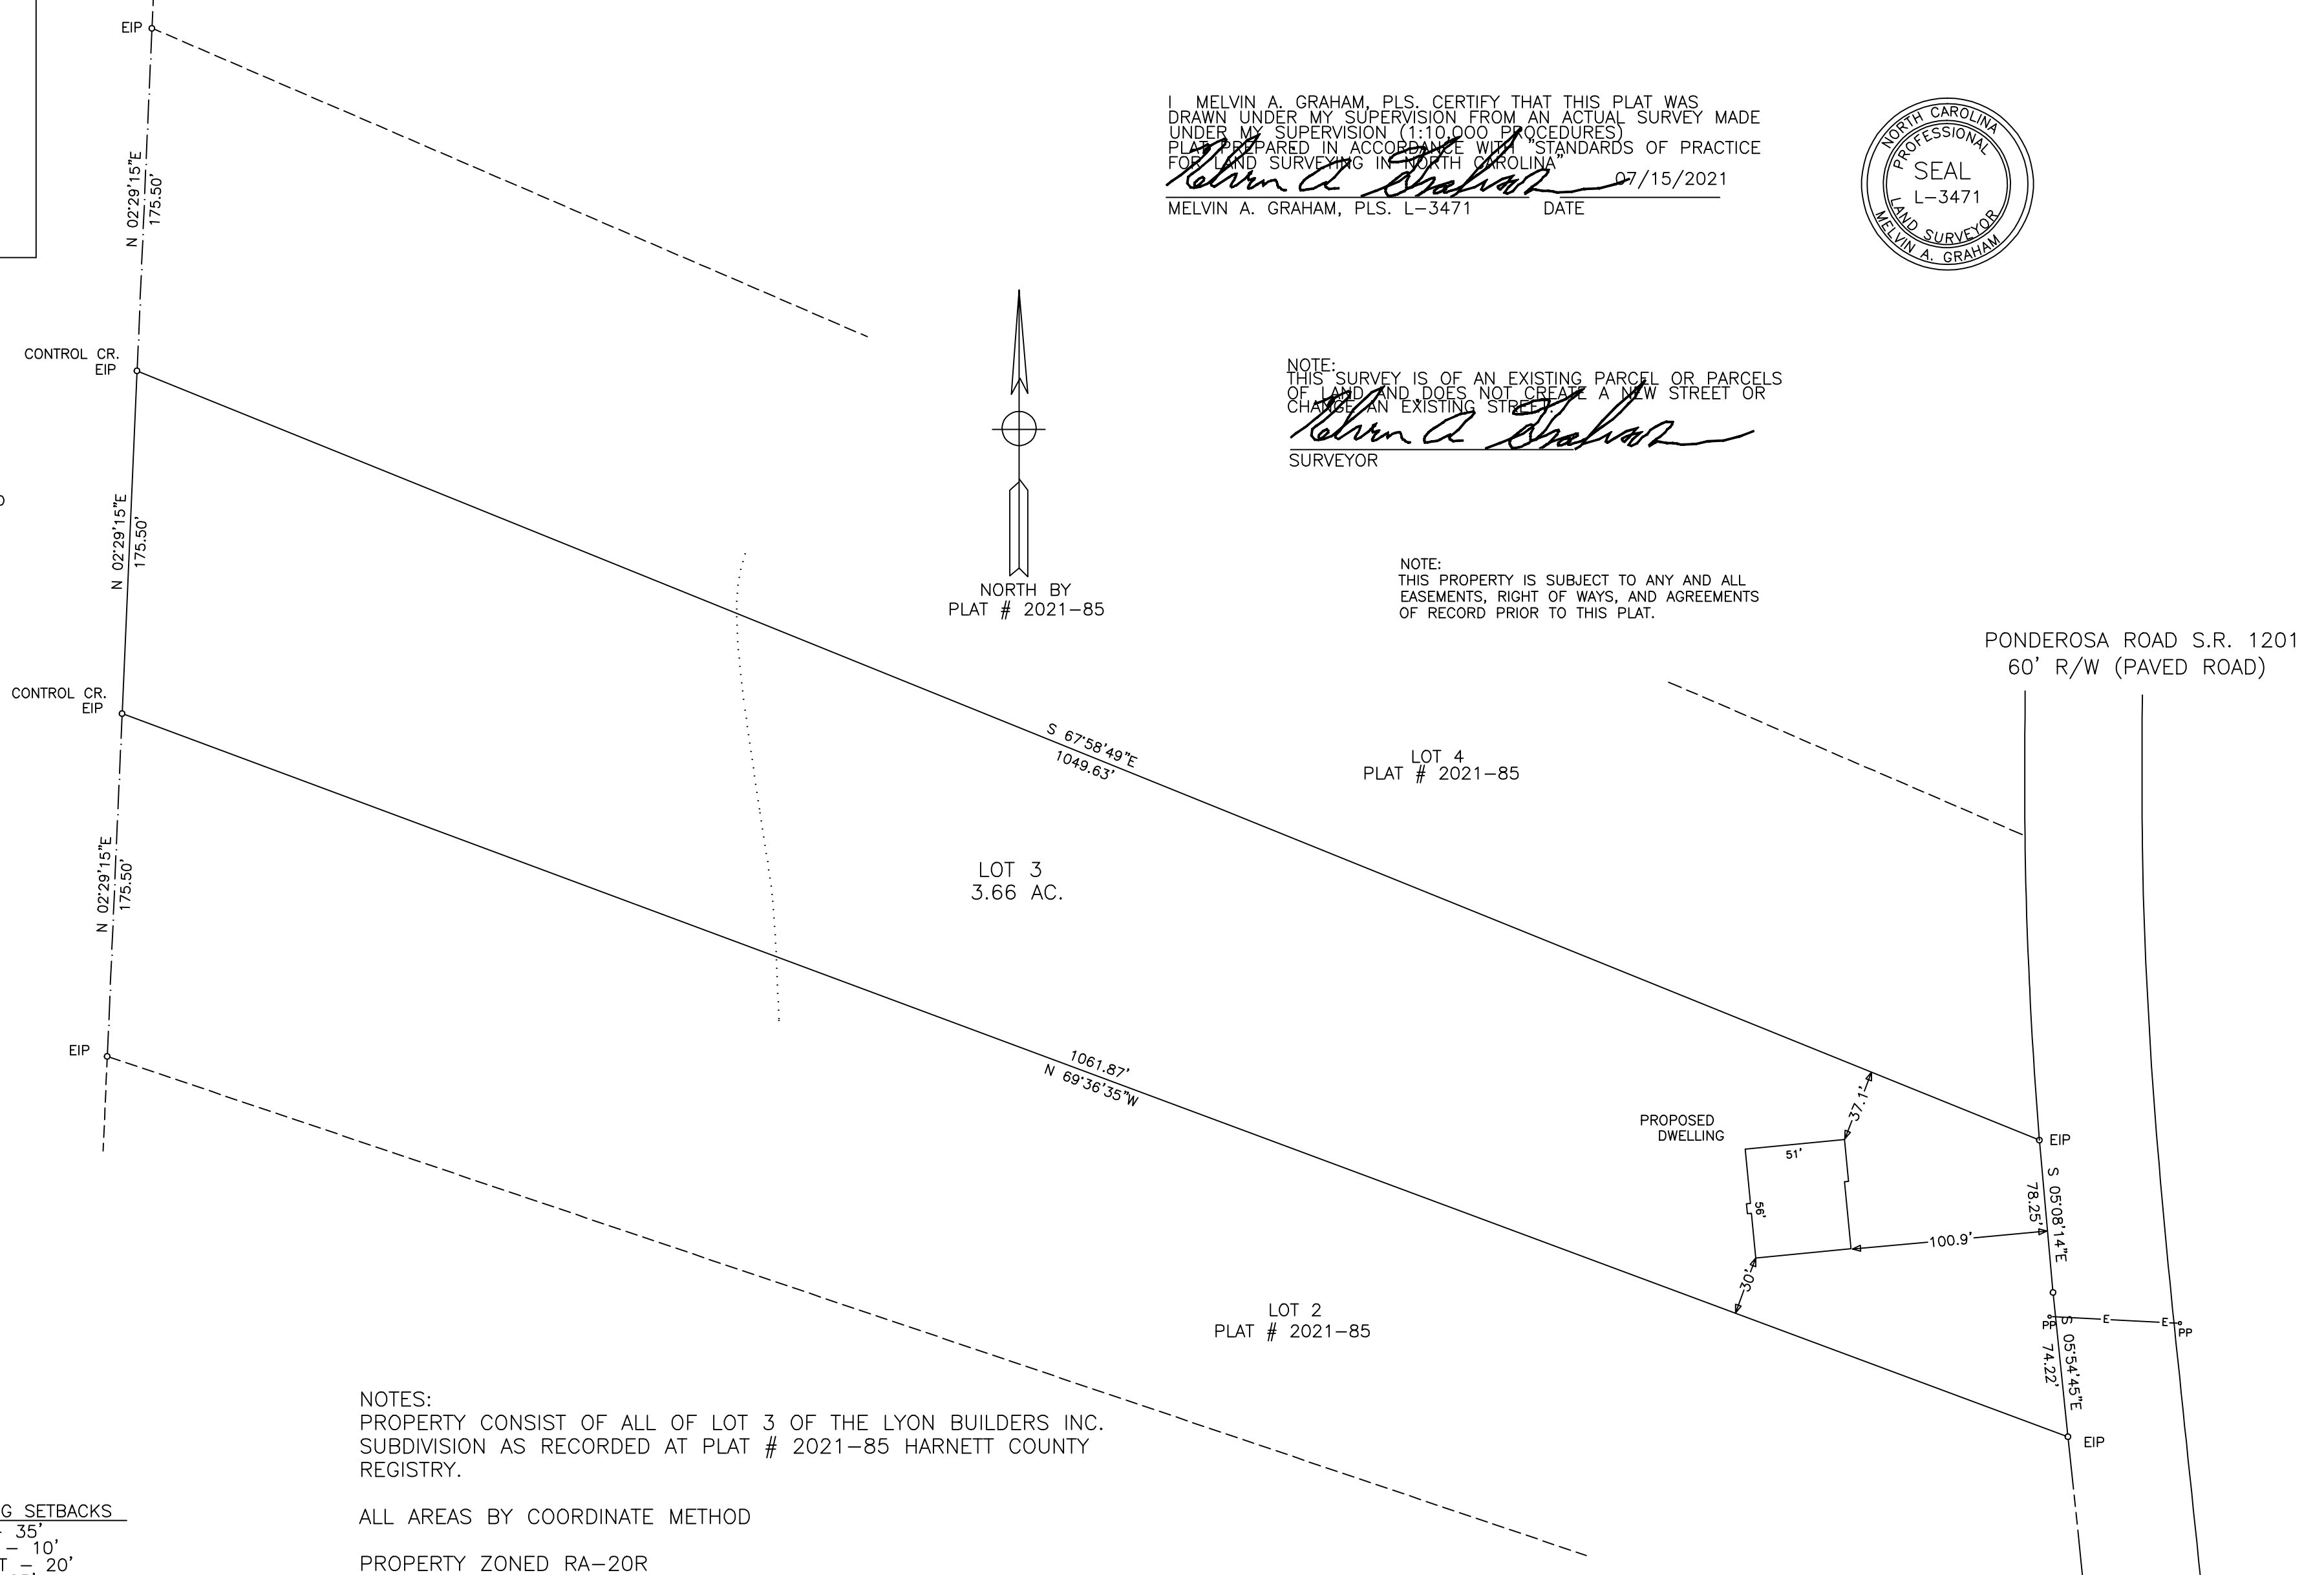 EIP
N 02°29'15"E
175.50'
CONTROL CR.
EIP
N 02°29'15"E
175.50'
CONTROL CR.
EIP
N 02°29'15"E
175.50'
EIP
I MELVIN A. GRAHAM, PLS. CERTIFY THAT THIS PLAT WAS
DRAWN UNDER MY SUPERVISION FROM AN ACTUAL SURVEY MADE
UNDER MY SUPERVISION (1:10,000 PROCEDURES)
PLAT PREPARED IN ACCORDANCE WITH "STANDARDS OF PRACTICE
FOR LAND SURVEYING IN NORTH CAROLINA"
07/15/2021
MELVIN A. GRAHAM, PLS. L-3471 DATE
NORTH CAROLINA
PROFESSIONAL
SEAL
L-3471
LAND SURVEYOR
MELVIN A. GRAHAM
NOTE:
THIS SURVEY IS OF AN EXISTING PARCEL OR PARCELS
OF LAND AND DOES NOT CREATE A NEW STREET OR
CHANGE AN EXISTING STREET.
SURVEYOR
NORTH BY
PLAT # 2021-85
NOTE:
THIS PROPERTY IS SUBJECT TO ANY AND ALL
EASEMENTS, RIGHT OF WAYS, AND AGREEMENTS
OF RECORD PRIOR TO THIS PLAT.
PONDEROSA ROAD S.R. 1201
60' R/W (PAVED ROAD)
S 67°58'49"E
1049.63'
LOT 4
PLAT # 2021-85
LOT 3
3.66 AC.
1061.87'
N 69°36'35"W
PROPOSED
DWELLING
51'
56'
37.1'
30'
100.9'
EIP
S 05°08'14"E
78.25'
PP
E
E
PP
S 05°54'45"E
74.22'
EIP
LOT 2
PLAT # 2021-85
NOTES:
PROPERTY CONSIST OF ALL OF LOT 3 OF THE LYON BUILDERS INC.
SUBDIVISION AS RECORDED AT PLAT # 2021-85 HARNETT COUNTY
REGISTRY.
ALL AREAS BY COORDINATE METHOD
PROPERTY ZONED RA-20R
G SETBACKS
- 35'
- 10'
T - 20'